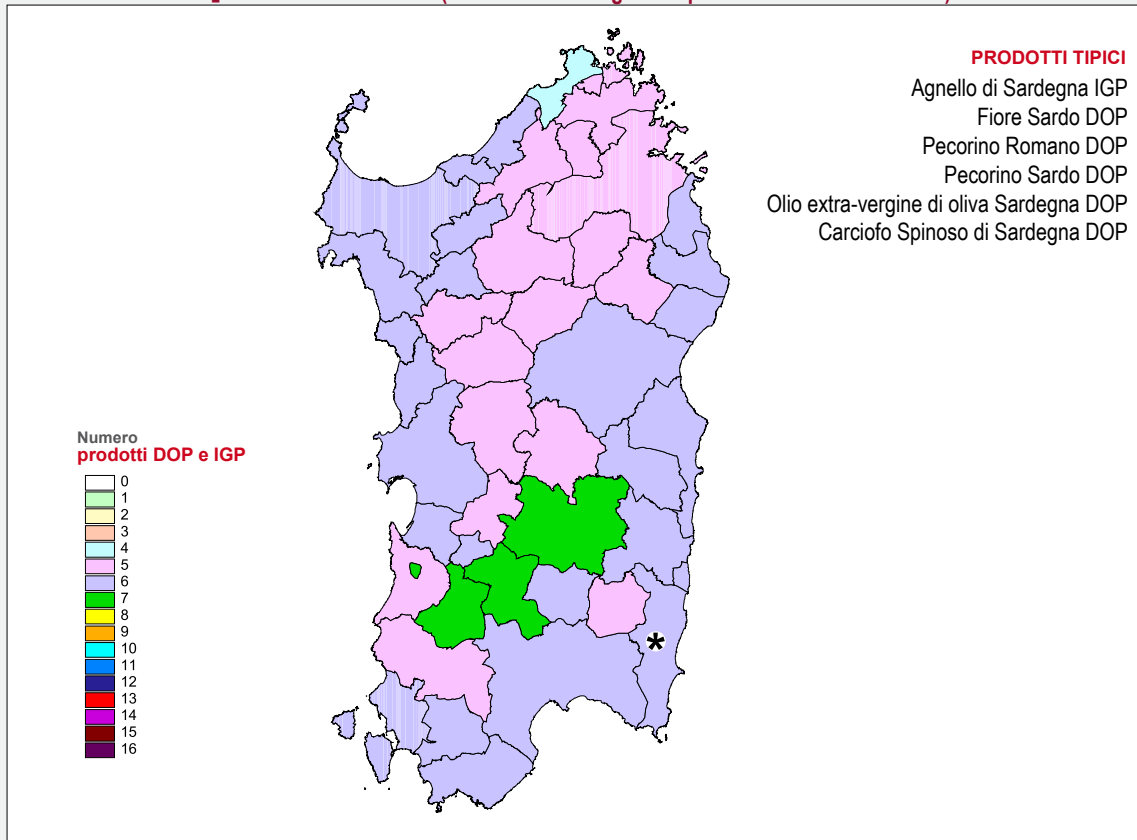 PRODOTTI TIPICI
Agnello di Sardegna IGP
Fiore Sardo DOP
Pecorino Romano DOP
Pecorino Sardo DOP
Olio extra-vergine di oliva Sardegna DOP
Carciofo Spinoso di Sardegna DOP
Numero
prodotti DOP e IGP
0
1
2
3
4
5
6
7
8
9
10
11
12
13
14
15
16
*